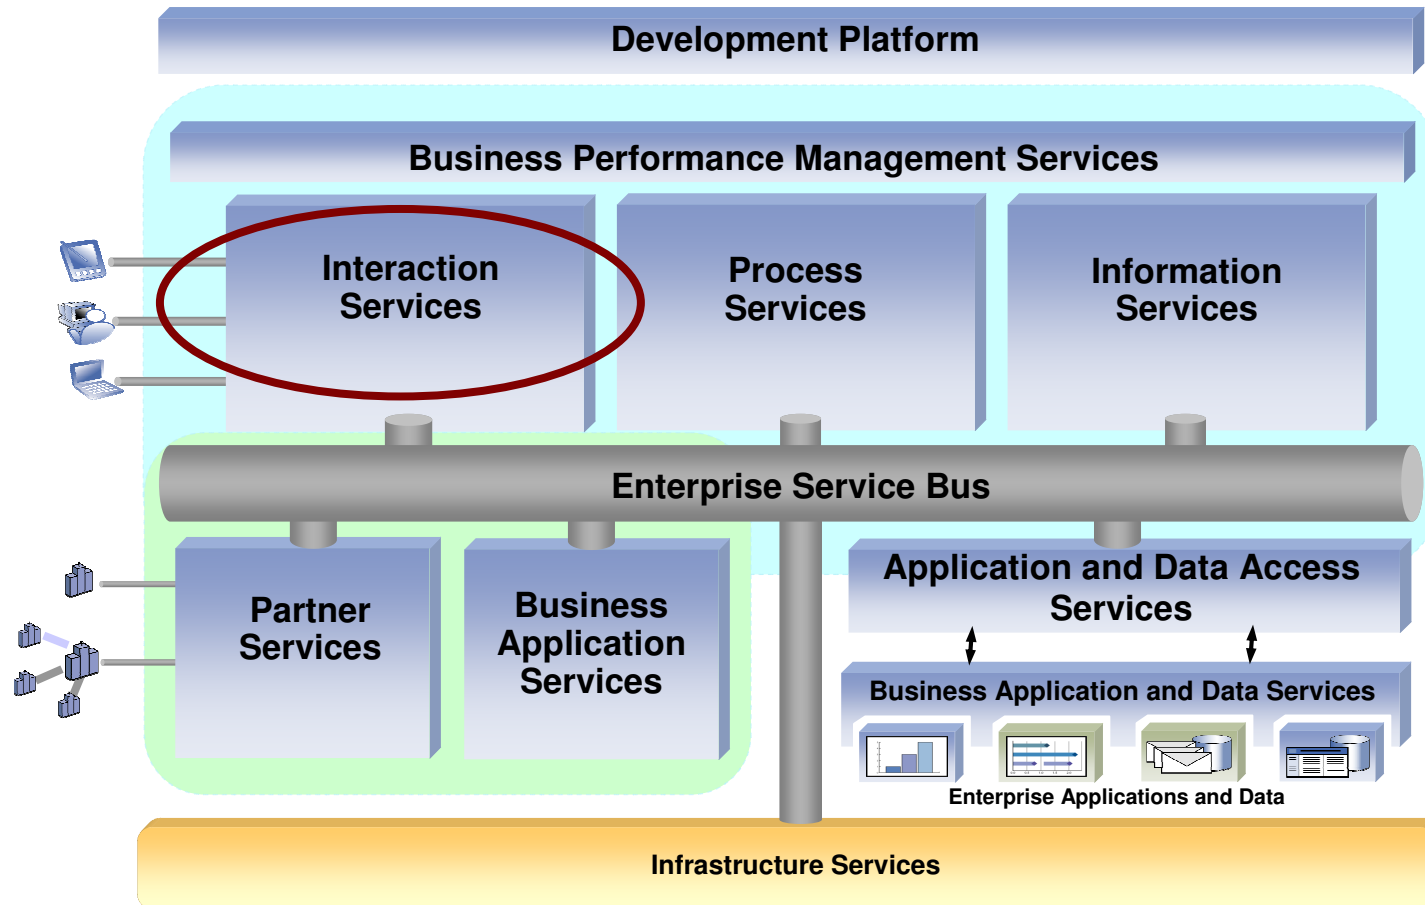 Development Platform
Business Performance Management Services
Interaction
Services
Process
Services
Information
Services
Enterprise Service Bus
Partner
Services
Business
Application
Services
Application and Data Access
Services
Business Application and Data Services
Enterprise Applications and Data
Infrastructure Services